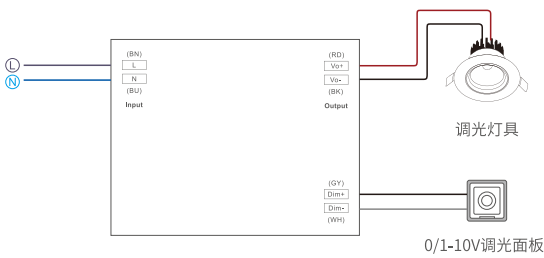 (BN)
L
L
N
N
(BU)
Input
(RD)
Vo+
Vo-
(BK)
Output
调光灯具
(GY)
Dim+
Dim-
(WH)
0/1-10V调光面板